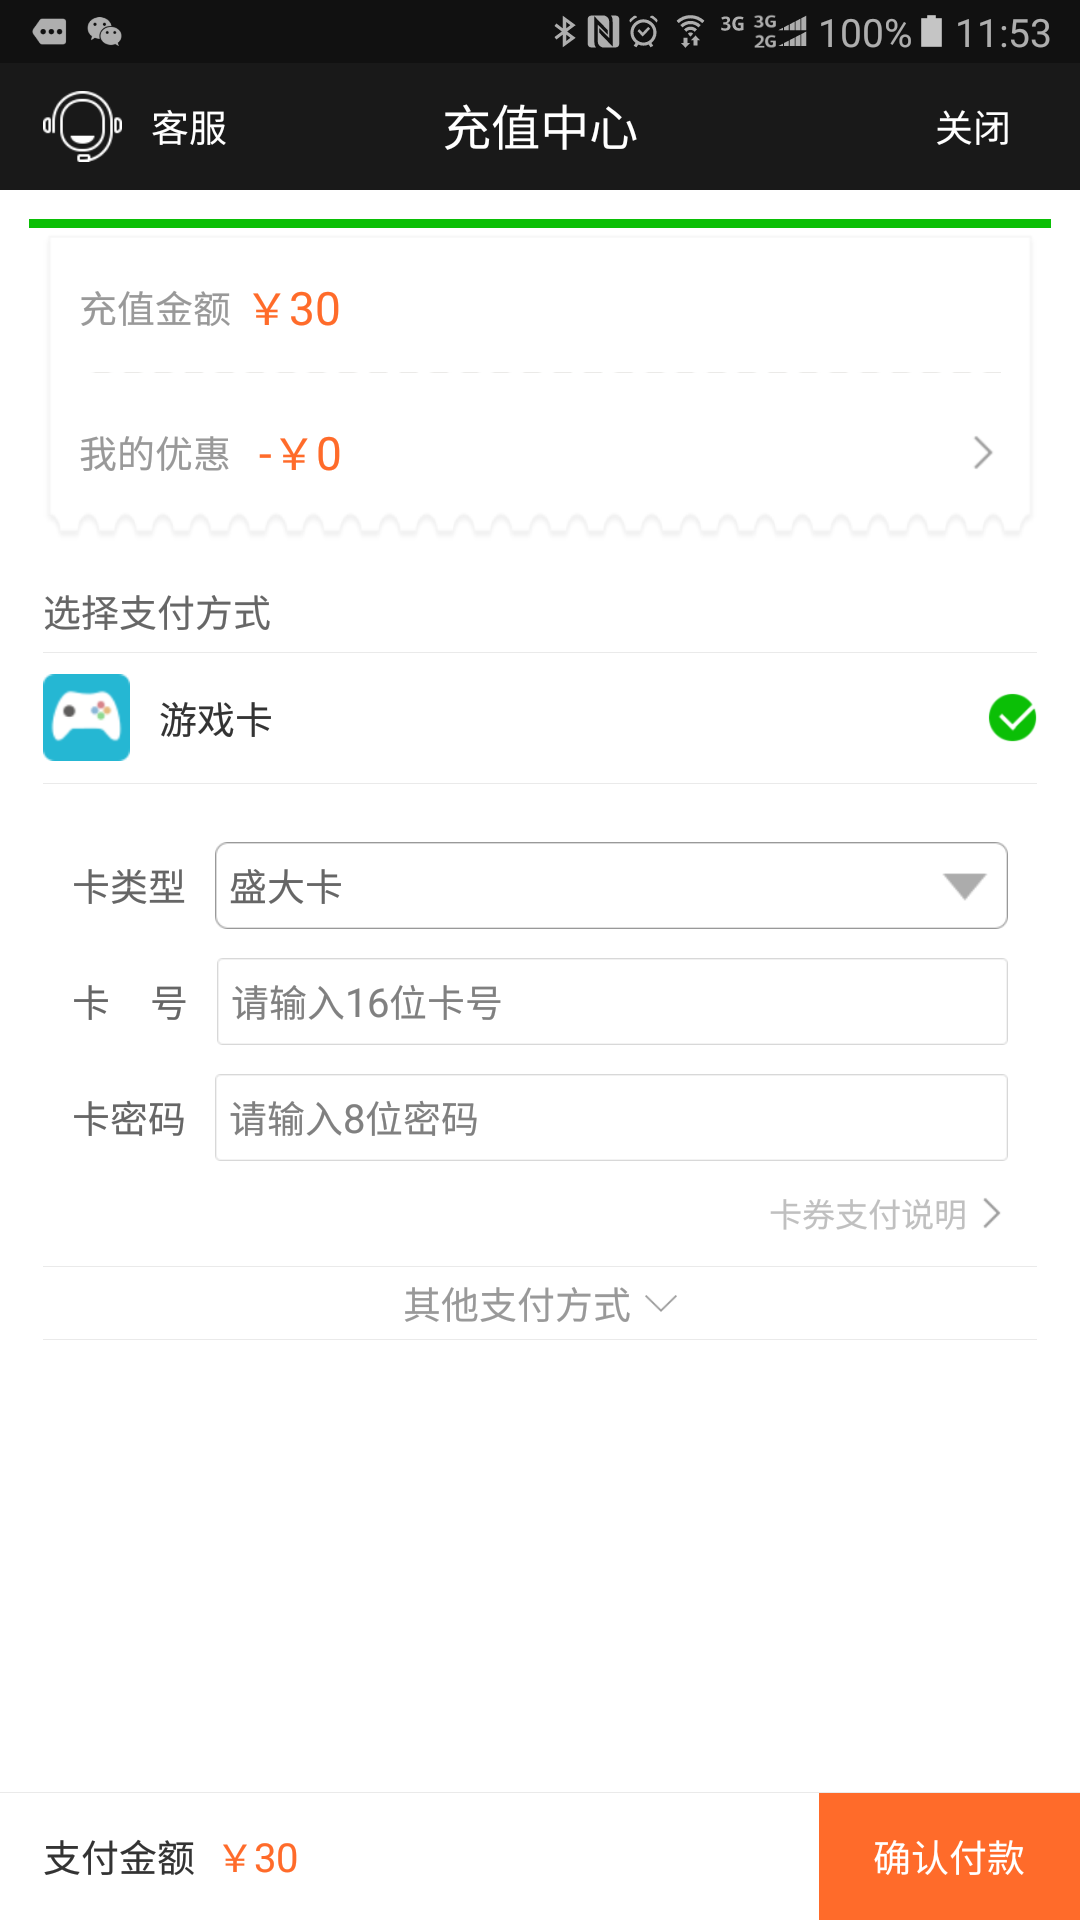 3G 3G 2G 100% 11:53
客服 充值中心 关闭
充值金额 ￥30
我的优惠 -￥0
选择支付方式
游戏卡
卡类型 盛大卡
卡 号 请输入16位卡号
卡密码 请输入8位密码
卡券支付说明
其他支付方式
支付金额 ￥30 确认付款